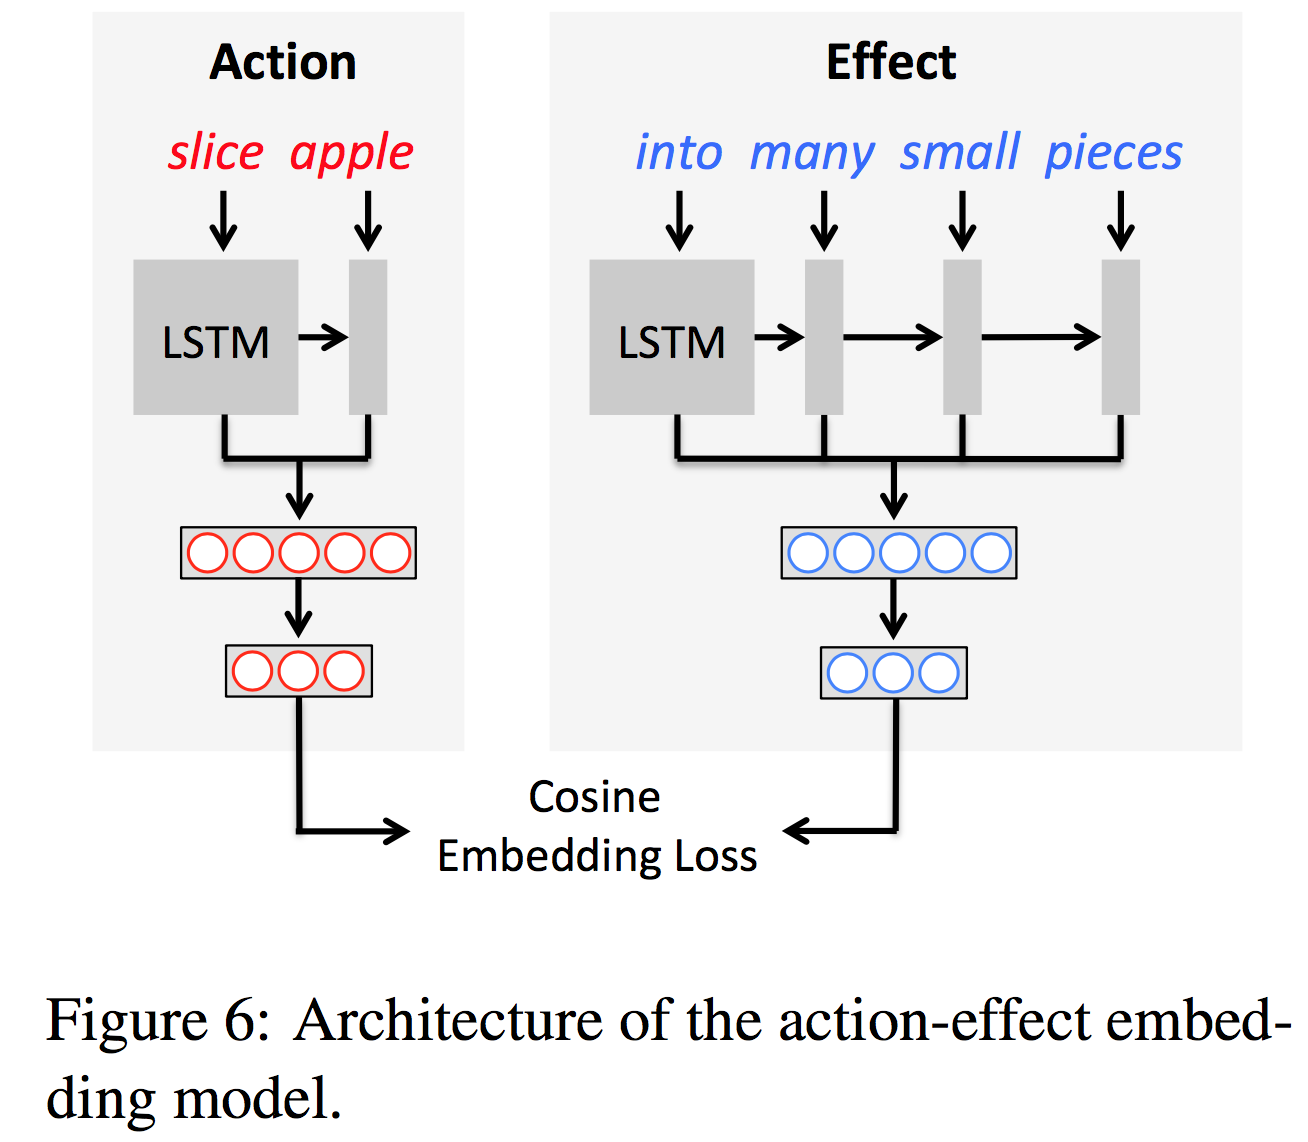 Action
Effect
slice apple
into many small pieces
LSTM
LSTM
Cosine
Embedding Loss
Figure 6: Architecture of the action-effect embed-
ding model.